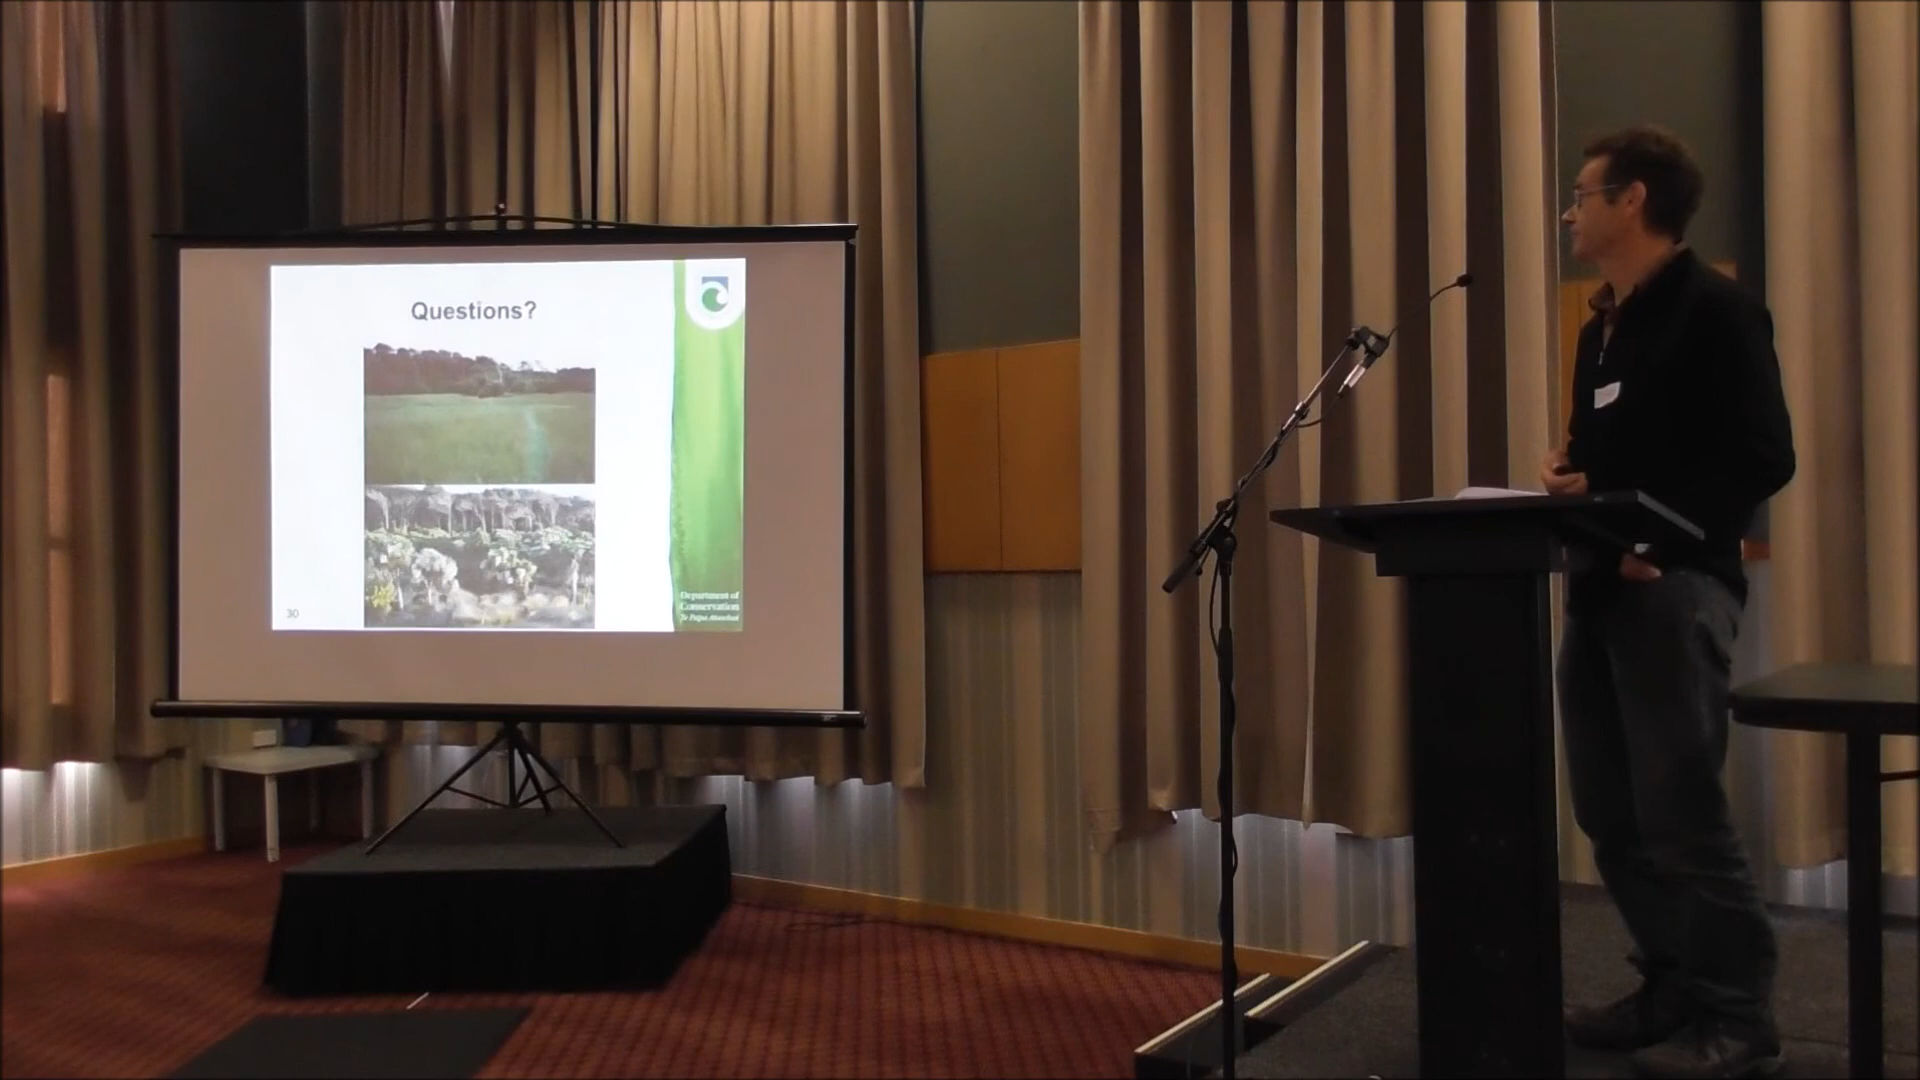 Questions?
Department of
Conservation
Te Papa Atawhai
30